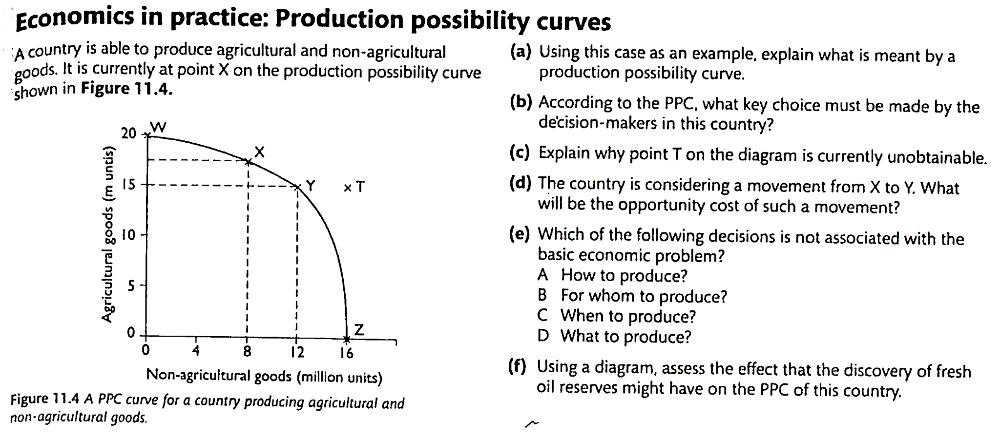 Economics in practice: Production possibility curves
A country is able to produce agricultural and non-agricultural
goods. It is currently at point X on the production possibility curve
shown in Figure 11.4.
W
20
X
15
Y
T
10
5
0
Z
0
4
8
12
16
Agricultural goods (m untis)
Non-agricultural goods (million units)
Figure 11.4 A PPC curve for a country producing agricultural and
non-agricultural goods.
(a) Using this case as an example, explain what is meant by a
production possibility curve.
(b) According to the PPC, what key choice must be made by the
decision-makers in this country?
(c) Explain why point T on the diagram is currently unobtainable.
(d) The country is considering a movement from X to Y. What
will be the opportunity cost of such a movement?
(e) Which of the following decisions is not associated with the
basic economic problem?
A How to produce?
B For whom to produce?
C When to produce?
D What to produce?
(f) Using a diagram, assess the effect that the discovery of fresh
oil reserves might have on the PPC of this country.